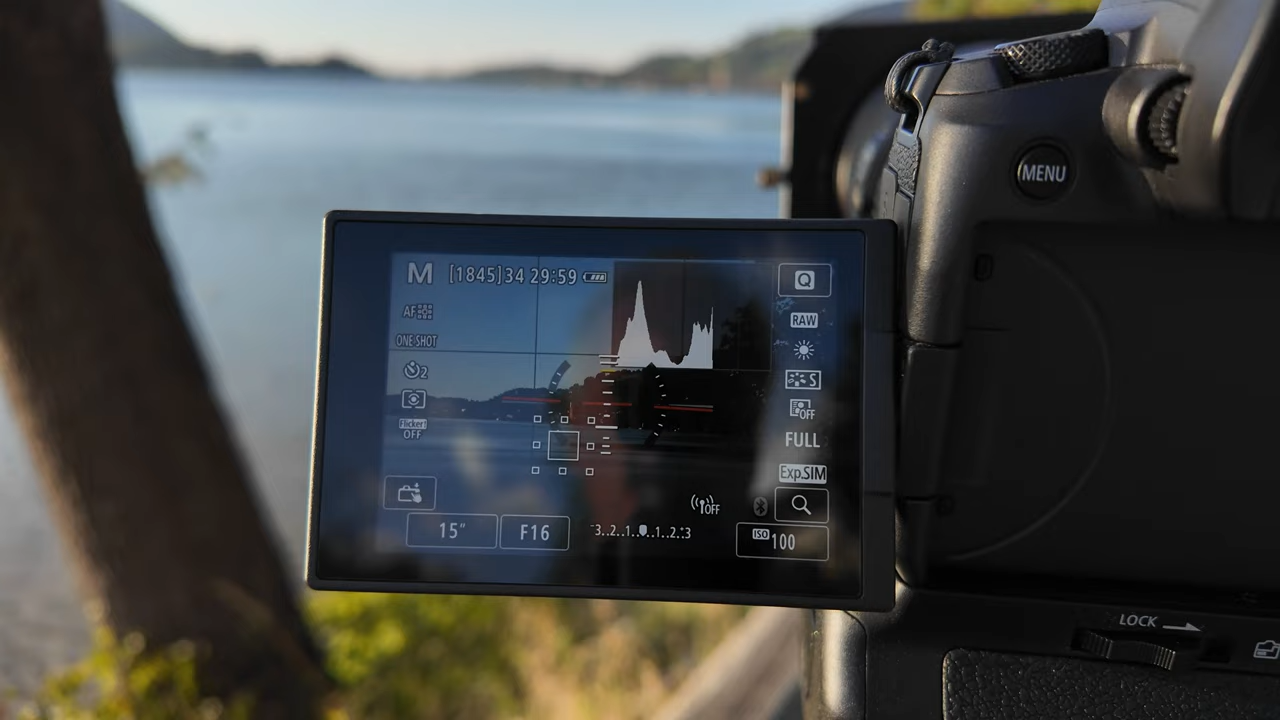 MENU
M [1845]34 29:59
Q
AF
RAW
ONE SHOT
2
S
OFF
Flicker!
OFF
FULL
Exp.SIM
OFF
15" F16 -3..2..1..0..1..2.:3 ISO 100
LOCK